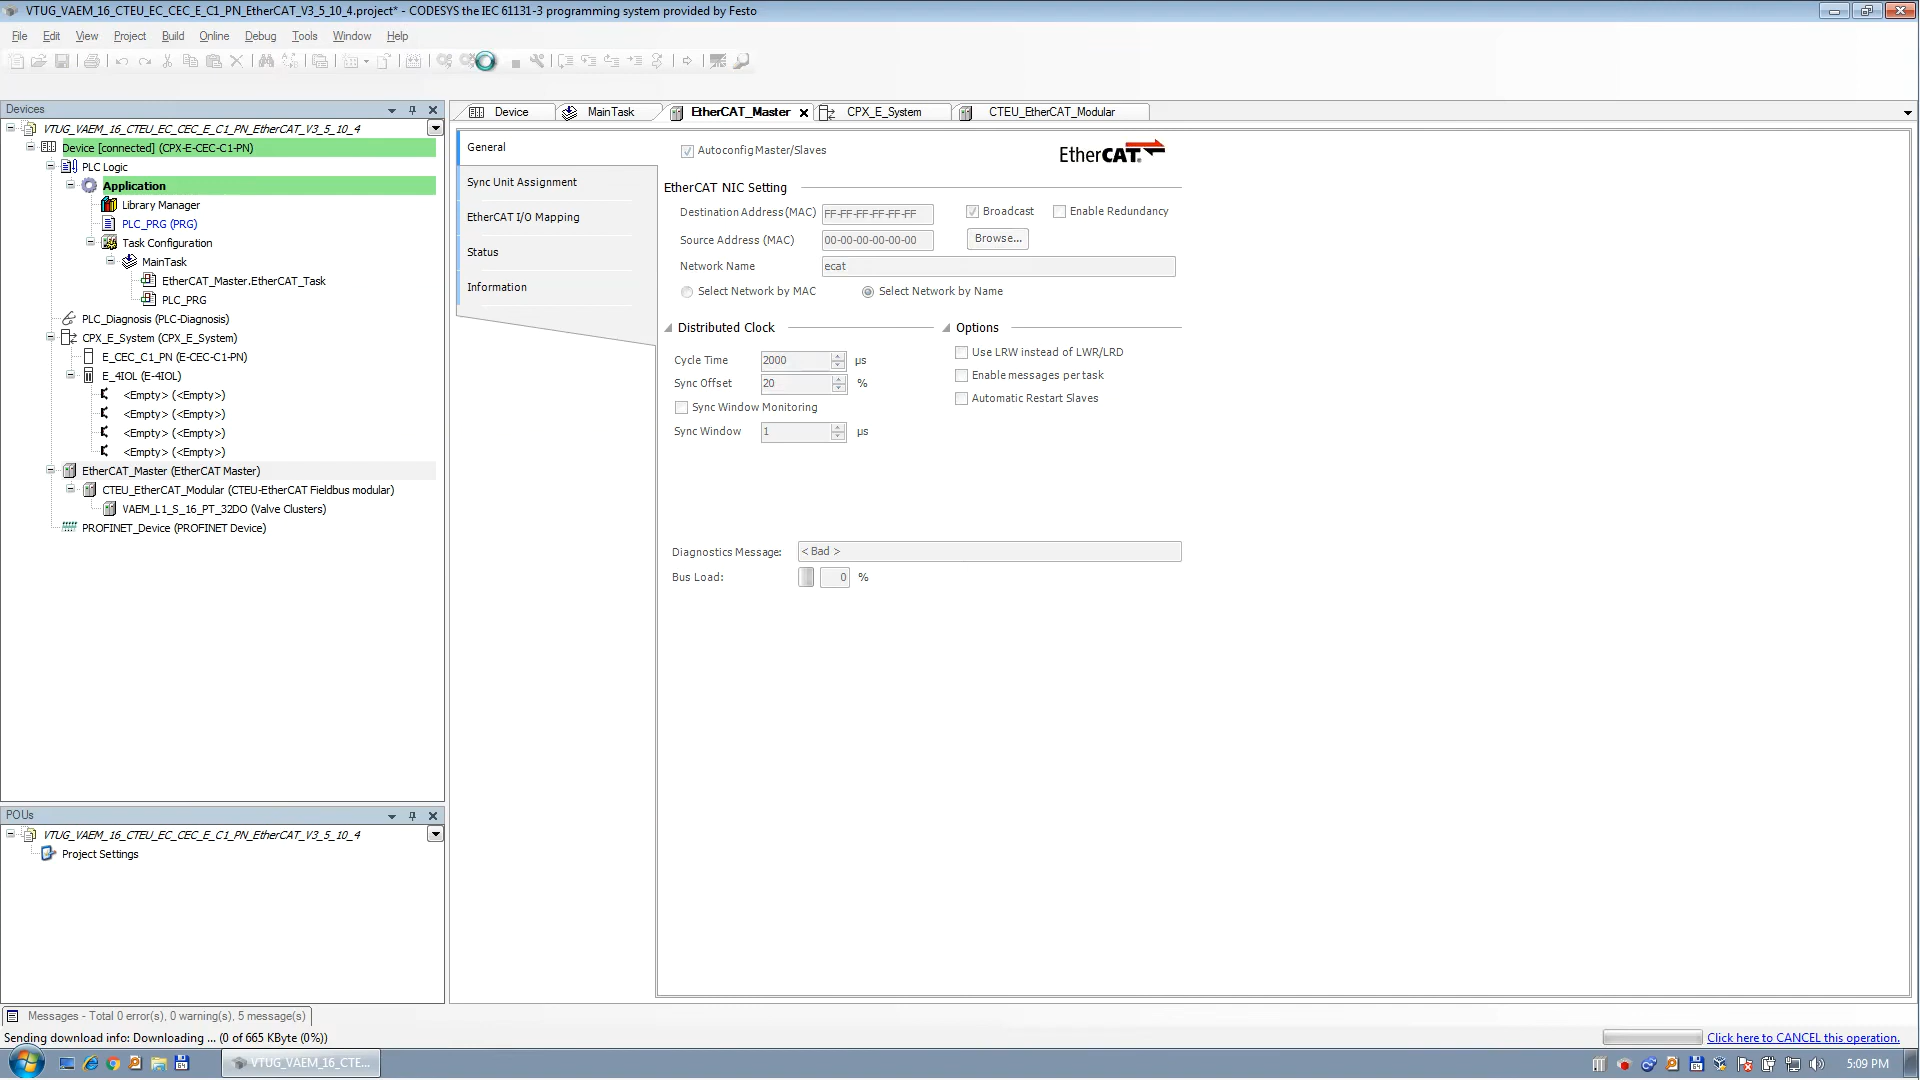 VTUG_VAEM_16_CTEU_EC_CEC_E_C1_PN_EtherCAT_V3_5_10_4.project* - CODESYS the IEC 61131-3 programming system provided by Festo
File Edit View Project Build Online Debug Tools Window Help
Devices
VTUG_VAEM_16_CTEU_EC_CEC_E_C1_PN_EtherCAT_V3_5_10_4
Device [connected] (CPX-E-CEC-C1-PN)
PLC Logic
Application
Library Manager
PLC_PRG (PRG)
Task Configuration
MainTask
EtherCAT_Master.EtherCAT_Task
PLC_PRG
PLC_Diagnosis (PLC-Diagnosis)
CPX_E_System (CPX_E_System)
E_CEC_C1_PN (E-CEC-C1-PN)
E_4IOL (E-4IOL)
<Empty> (<Empty>)
<Empty> (<Empty>)
<Empty> (<Empty>)
<Empty> (<Empty>)
EtherCAT_Master (EtherCAT Master)
CTEU_EtherCAT_Modular (CTEU-EtherCAT Fieldbus modular)
VAEM_L1_S_16_PT_32DO (Valve Clusters)
PROFINET_Device (PROFINET Device)
POUs
VTUG_VAEM_16_CTEU_EC_CEC_E_C1_PN_EtherCAT_V3_5_10_4
Project Settings
Device MainTask EtherCAT_Master CPX_E_System CTEU_EtherCAT_Modular
General
Sync Unit Assignment
EtherCAT I/O Mapping
Status
Information
Autoconfig Master/Slaves
EtherCAT
EtherCAT NIC Setting
Destination Address (MAC) FF-FF-FF-FF-FF-FF Broadcast Enable Redundancy
Source Address (MAC) 00-00-00-00-00-00 Browse...
Network Name ecat
Select Network by MAC Select Network by Name
Distributed Clock Options
Cycle Time 2000 µs Use LRW instead of LWR/LRD
Sync Offset 20 % Enable messages per task
Sync Window Monitoring Automatic Restart Slaves
Sync Window 1 µs
Diagnostics Message: < Bad >
Bus Load: 0 %
Messages - Total 0 error(s), 0 warning(s), 5 message(s)
Sending download info: Downloading ... (0 of 665 KByte (0%)) Click here to CANCEL this operation.
VTUG_VAEM_16_CTE... 5:09 PM